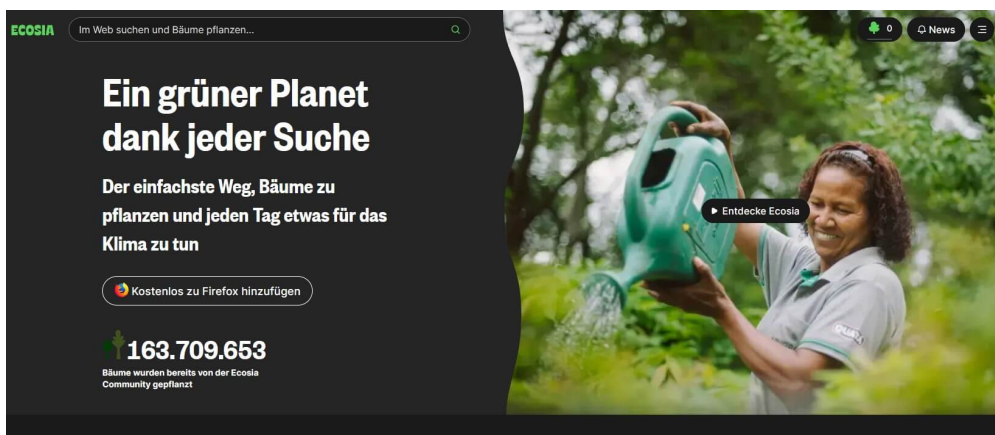 ECOSIA
Im Web suchen und Bäume pflanzen...
0
News
Ein grüner Planet
dank jeder Suche
Der einfachste Weg, Bäume zu
pflanzen und jeden Tag etwas für das
Klima zu tun
Entdecke Ecosia
Kostenlos zu Firefox hinzufügen
163.709.653
Bäume wurden bereits von der Ecosia
Community gepflanzt